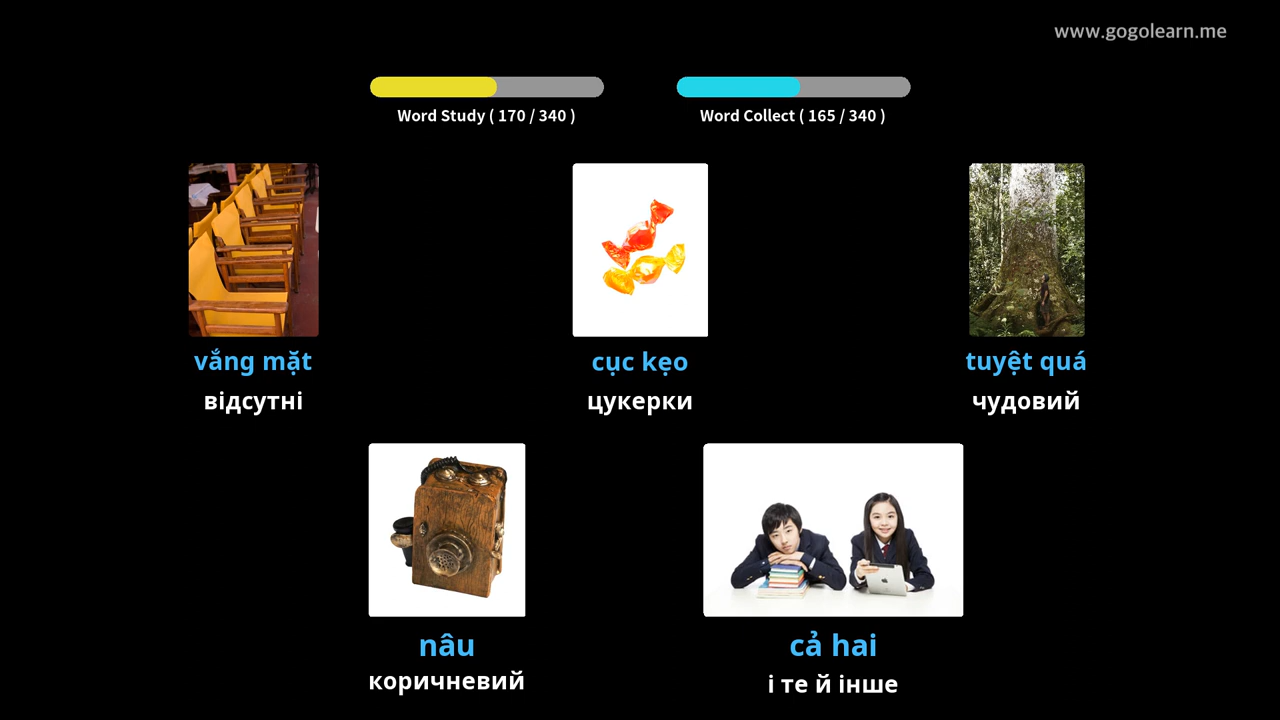 www.gogolearn.me
Word Study ( 170 / 340 )
Word Collect ( 165 / 340 )
vắng mặt
відсутні
cục kẹo
цукерки
tuyệt quá
чудовий
nâu
коричневий
cả hai
і те й інше